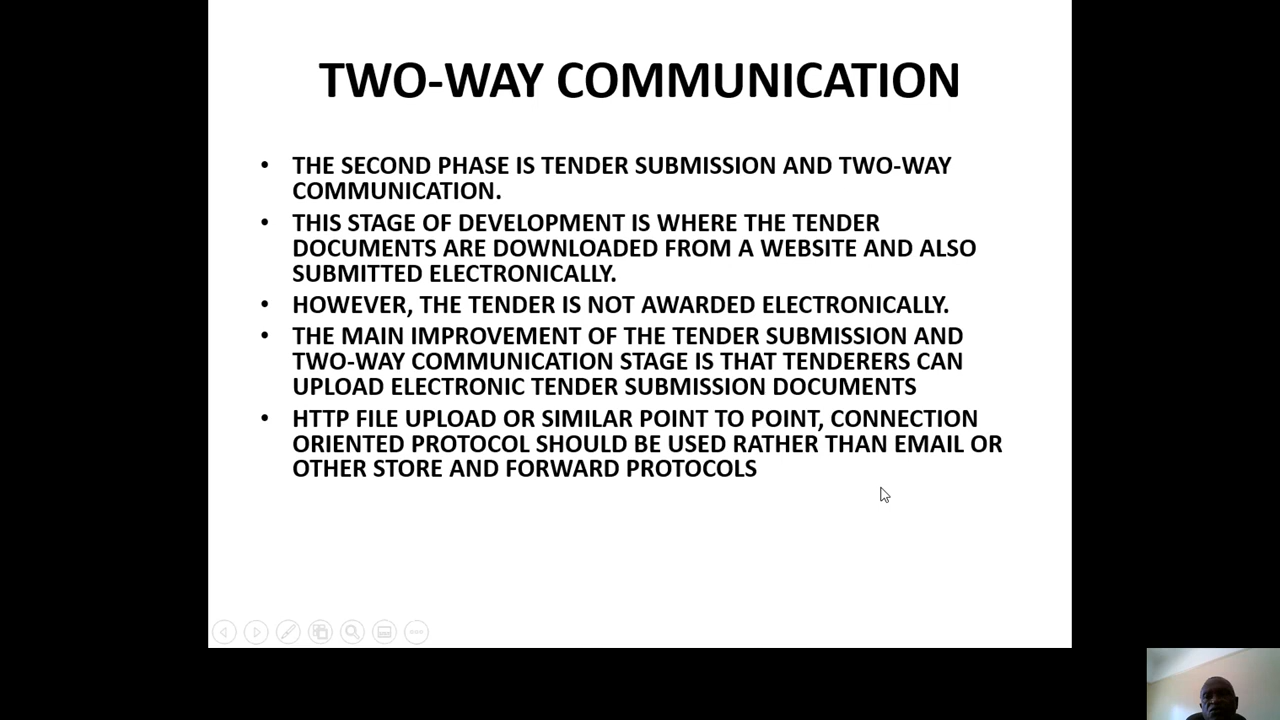 TWO-WAY COMMUNICATION
• THE SECOND PHASE IS TENDER SUBMISSION AND TWO-WAY
COMMUNICATION.
• THIS STAGE OF DEVELOPMENT IS WHERE THE TENDER
DOCUMENTS ARE DOWNLOADED FROM A WEBSITE AND ALSO
SUBMITTED ELECTRONICALLY.
• HOWEVER, THE TENDER IS NOT AWARDED ELECTRONICALLY.
• THE MAIN IMPROVEMENT OF THE TENDER SUBMISSION AND
TWO-WAY COMMUNICATION STAGE IS THAT TENDERERS CAN
UPLOAD ELECTRONIC TENDER SUBMISSION DOCUMENTS
• HTTP FILE UPLOAD OR SIMILAR POINT TO POINT, CONNECTION
ORIENTED PROTOCOL SHOULD BE USED RATHER THAN EMAIL OR
OTHER STORE AND FORWARD PROTOCOLS